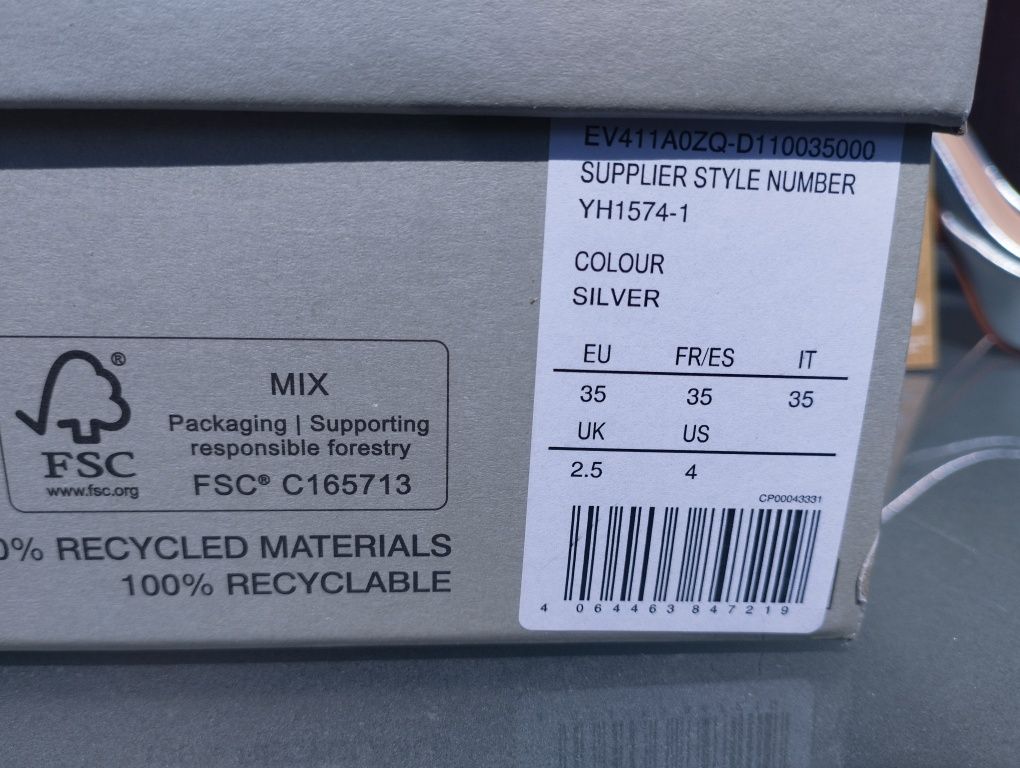 EV411A0ZQ-D110035000
SUPPLIER STYLE NUMBER
YH1574-1
COLOUR
SILVER
EU FR/ES IT
35 35 35
UK US
2.5 4
CP00043331
4 064463 847219
®
FSC
www.fsc.org
MIX
Packaging | Supporting
responsible forestry
FSC® C165713
0% RECYCLED MATERIALS
100% RECYCLABLE